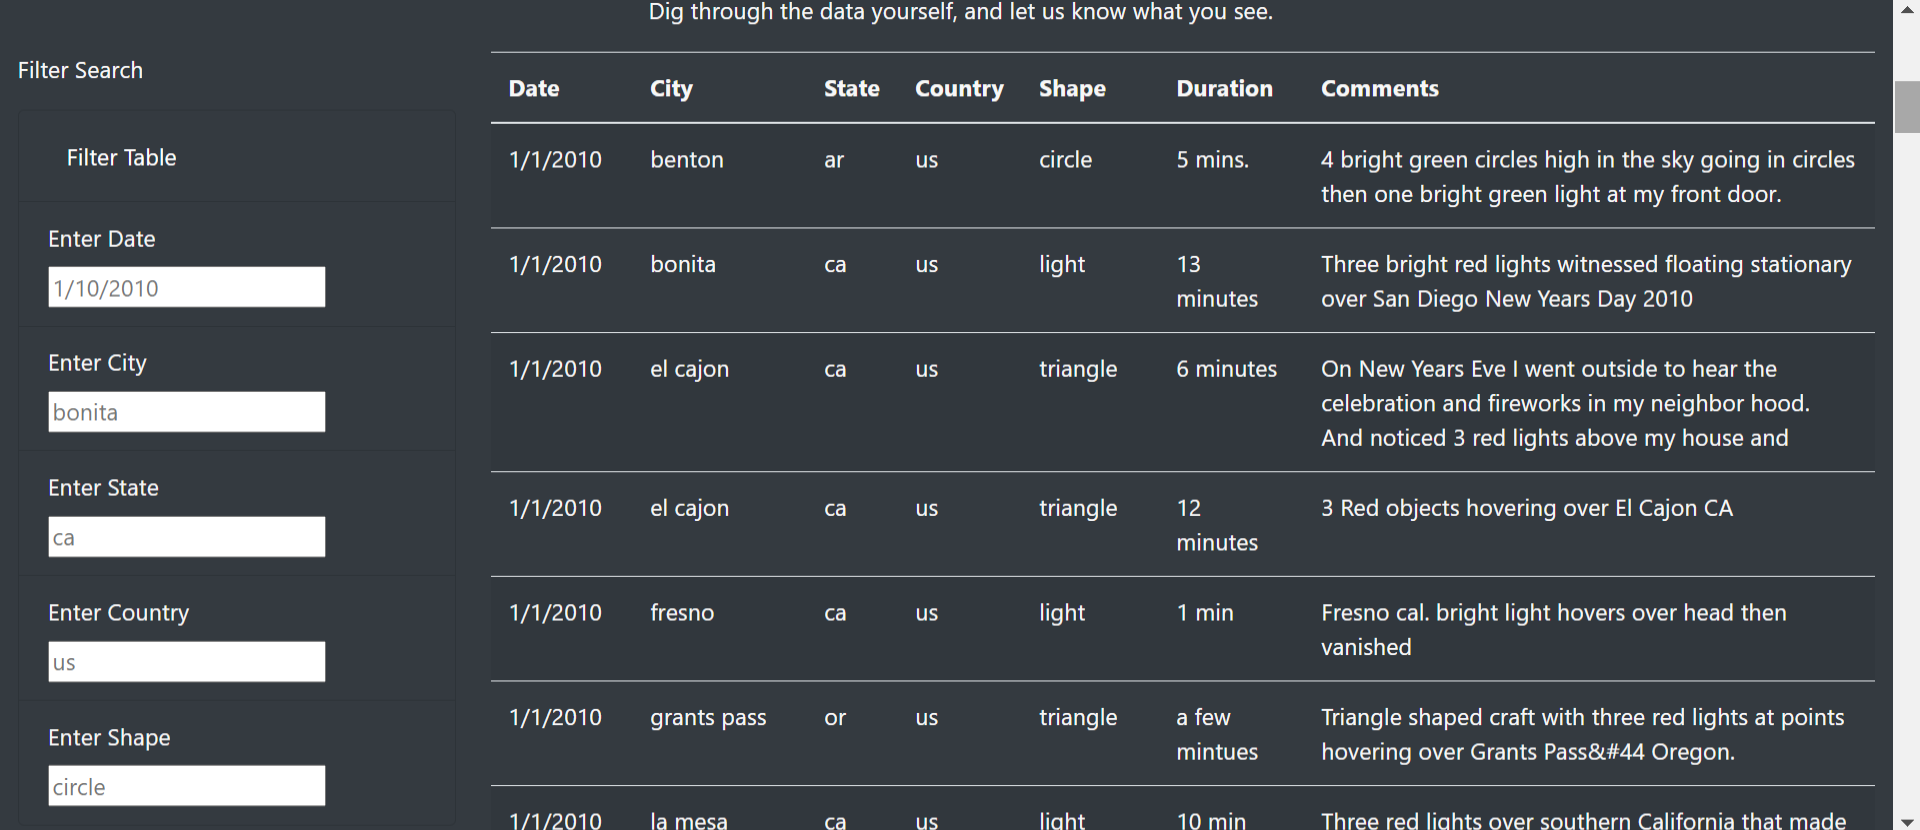 Dig through the data yourself, and let us know what you see.
Filter Search
Filter Table
Enter Date
1/10/2010
Enter City
bonita
Enter State
ca
Enter Country
us
Enter Shape
circle
Date City State Country Shape Duration Comments
1/1/2010 benton ar us circle 5 mins. 4 bright green circles high in the sky going in circles
then one bright green light at my front door.
1/1/2010 bonita ca us light 13 Three bright red lights witnessed floating stationary
minutes over San Diego New Years Day 2010
1/1/2010 el cajon ca us triangle 6 minutes On New Years Eve I went outside to hear the
celebration and fireworks in my neighbor hood.
And noticed 3 red lights above my house and
1/1/2010 el cajon ca us triangle 12 3 Red objects hovering over El Cajon CA
minutes
1/1/2010 fresno ca us light 1 min Fresno cal. bright light hovers over head then
vanished
1/1/2010 grants pass or us triangle a few Triangle shaped craft with three red lights at points
mintues hovering over Grants Pass&#44 Oregon.
1/1/2010 la mesa ca us light 10 min Three red lights over southern California that made